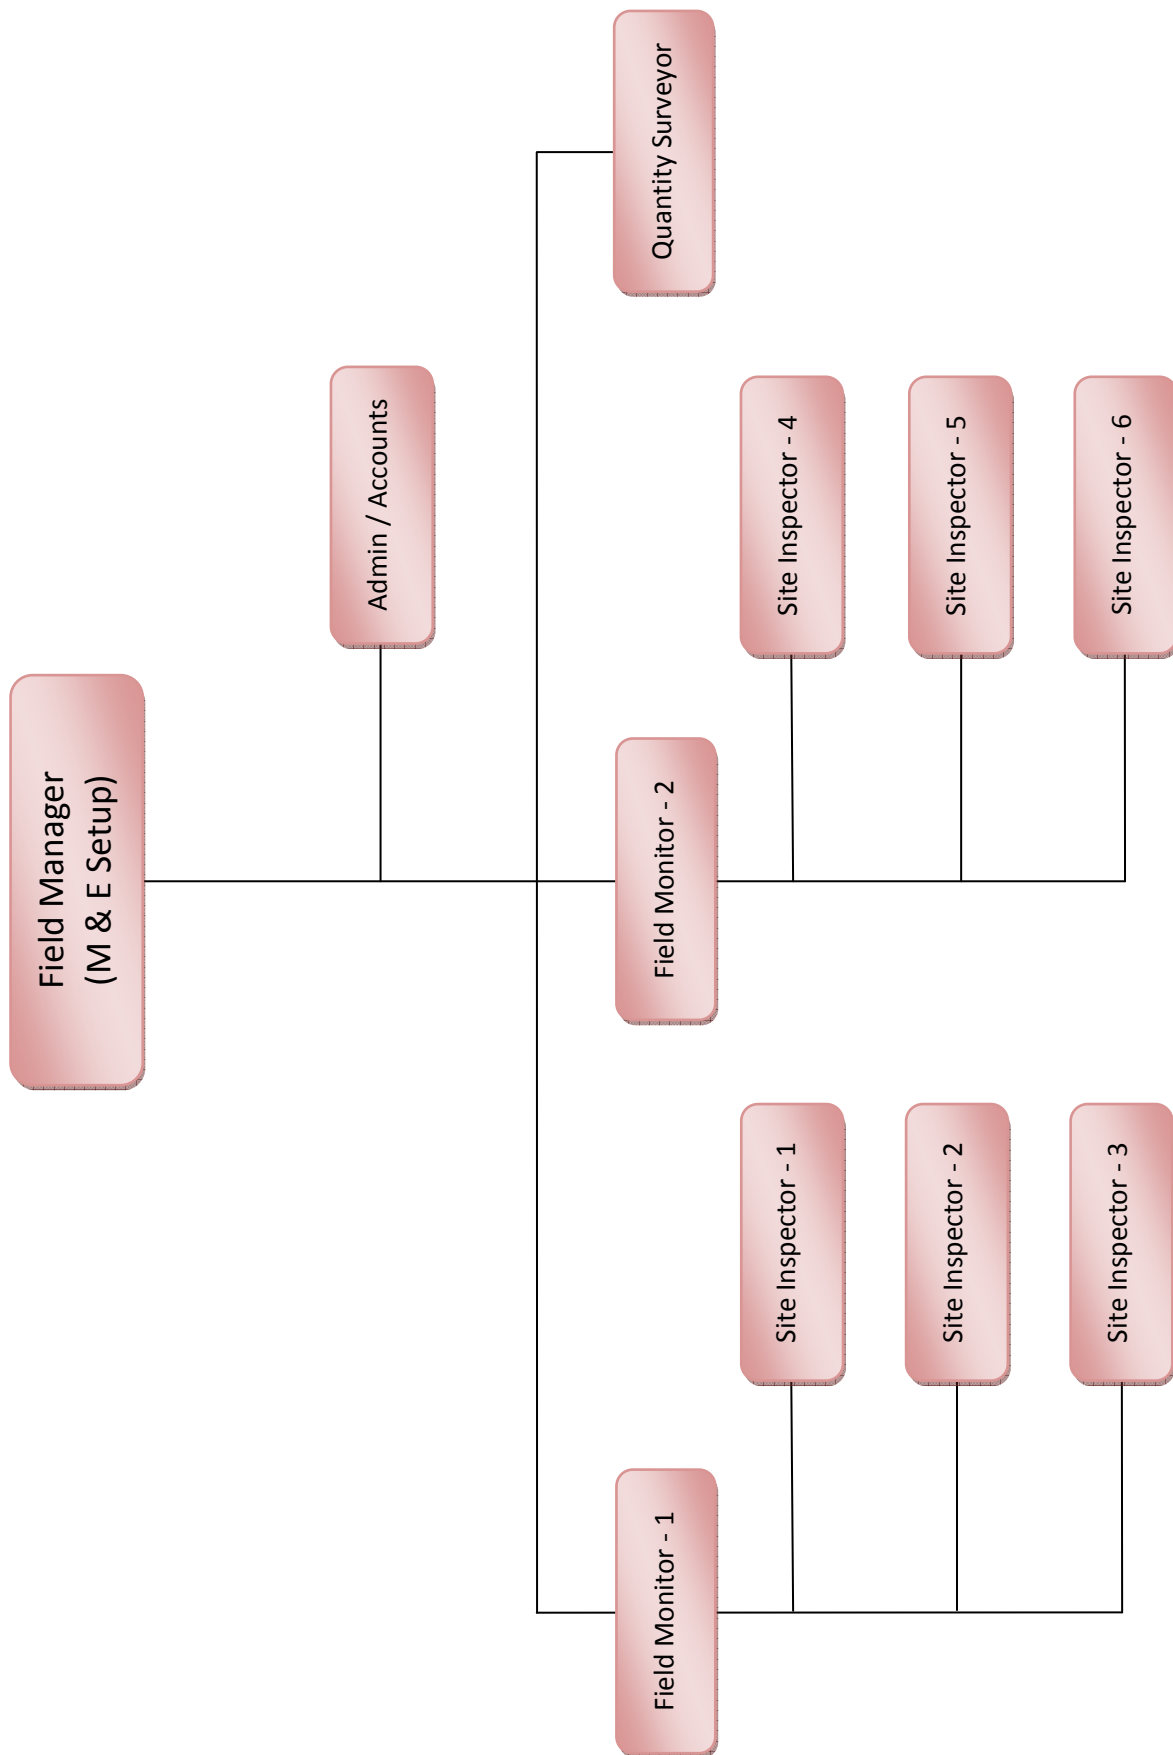 Field Manager
(M & E Setup)
Admin / Accounts
Field Monitor - 1
Field Monitor - 2
Quantity Surveyor
Site Inspector - 1
Site Inspector - 4
Site Inspector - 2
Site Inspector - 5
Site Inspector - 3
Site Inspector - 6